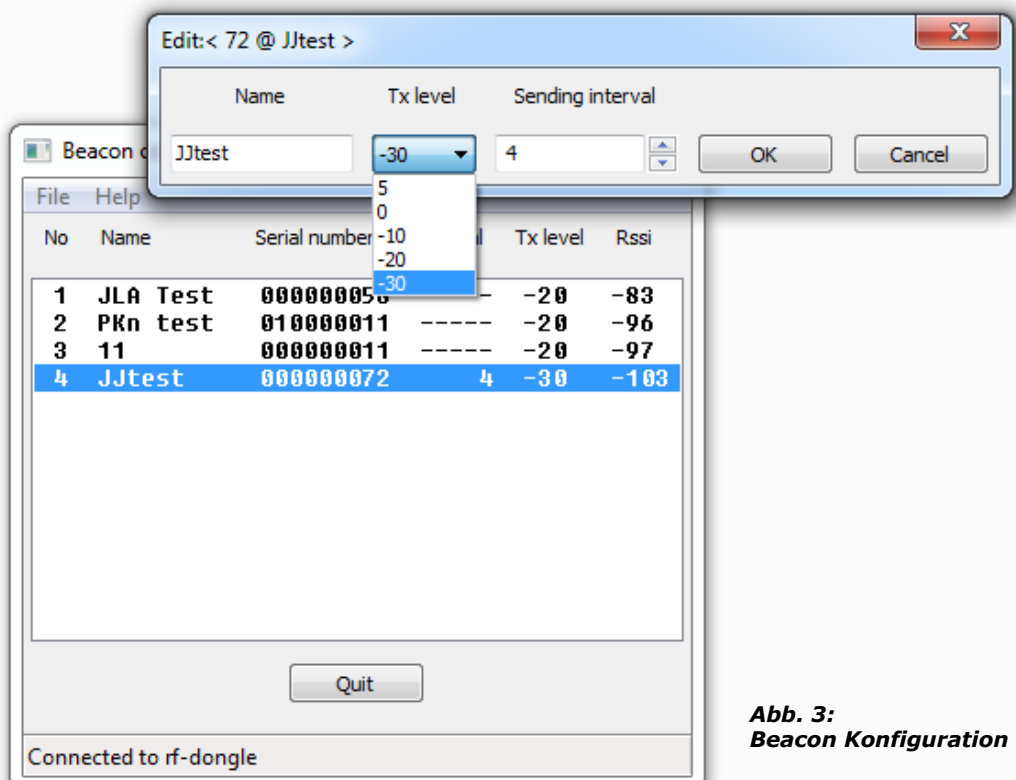 Edit:< 72 @ JJtest >
Name Tx level Sending interval
JJtest -30 4 OK Cancel
5
0
-10
-20
-30
Beacon
File Help
No Name Serial number Tx level Rssi
1 JLA Test -20 -83
2 PKn test 010000011 ----- -20 -96
3 11 000000011 ----- -20 -97
4 JJtest 000000072 4 -30 -103
Quit
Connected to rf-dongle
Abb. 3:
Beacon Konfiguration